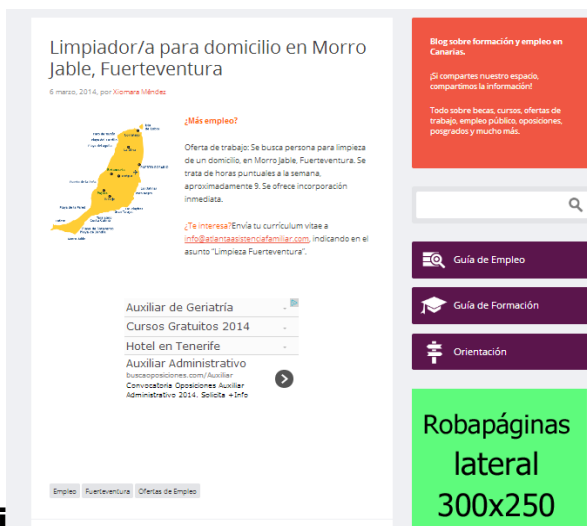 Limpiador/a para domicilio en Morro
Jable, Fuerteventura
6 marzo, 2014, por Xiomara Méndez
¿Más empleo?
Oferta de trabajo: Se busca persona para limpieza
de un domicilio, en Morro Jable, Fuerteventura. Se
trata de horas puntuales a la semana,
aproximadamente 9. Se ofrece incorporación
inmediata.
¿Te interesa?Envía tu currículum vitae a
info@atlantaasistenciafamiliar.com, indicando en el
asunto "Limpieza Fuerteventura".
Auxiliar de Geriatría
Cursos Gratuitos 2014
Hotel en Tenerife
Auxiliar Administrativo
buscaoposiciones.com/Auxiliar
Convocatoria Oposiciones Auxiliar
Administrativo 2014. Solicita +Info
Empleo Fuerteventura Ofertas de Empleo
Blog sobre formación y empleo en
Canarias.
¡Si compartes nuestro espacio,
compartimos la información!
Todo sobre becas, cursos, ofertas de
trabajo, empleo público, oposiciones,
posgrados y mucho más.
Guía de Empleo
Guía de Formación
Orientación
Robapáginas
lateral
300x250